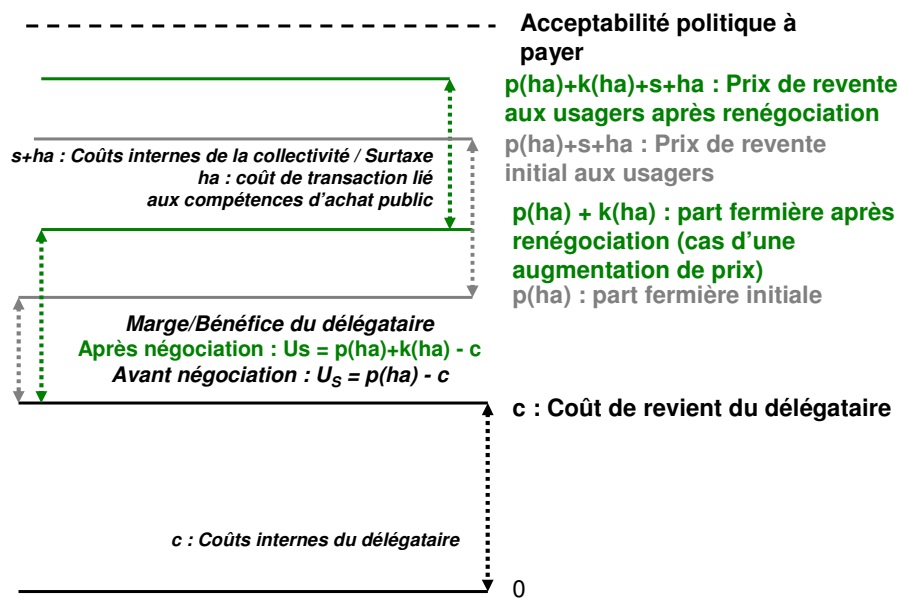 Acceptabilité politique à
payer
p(ha)+k(ha)+s+ha : Prix de revente
aux usagers après renégociation
p(ha)+s+ha : Prix de revente
initial aux usagers
s+ha : Coûts internes de la collectivité / Surtaxe
ha : coût de transaction lié
aux compétences d'achat public
p(ha) + k(ha) : part fermière après
renégociation (cas d'une
augmentation de prix)
p(ha) : part fermière initiale
Marge/Bénéfice du délégataire
Après négociation : Us = p(ha)+k(ha) - c
Avant négociation : US = p(ha) - c
c : Coût de revient du délégataire
c : Coûts internes du délégataire
0